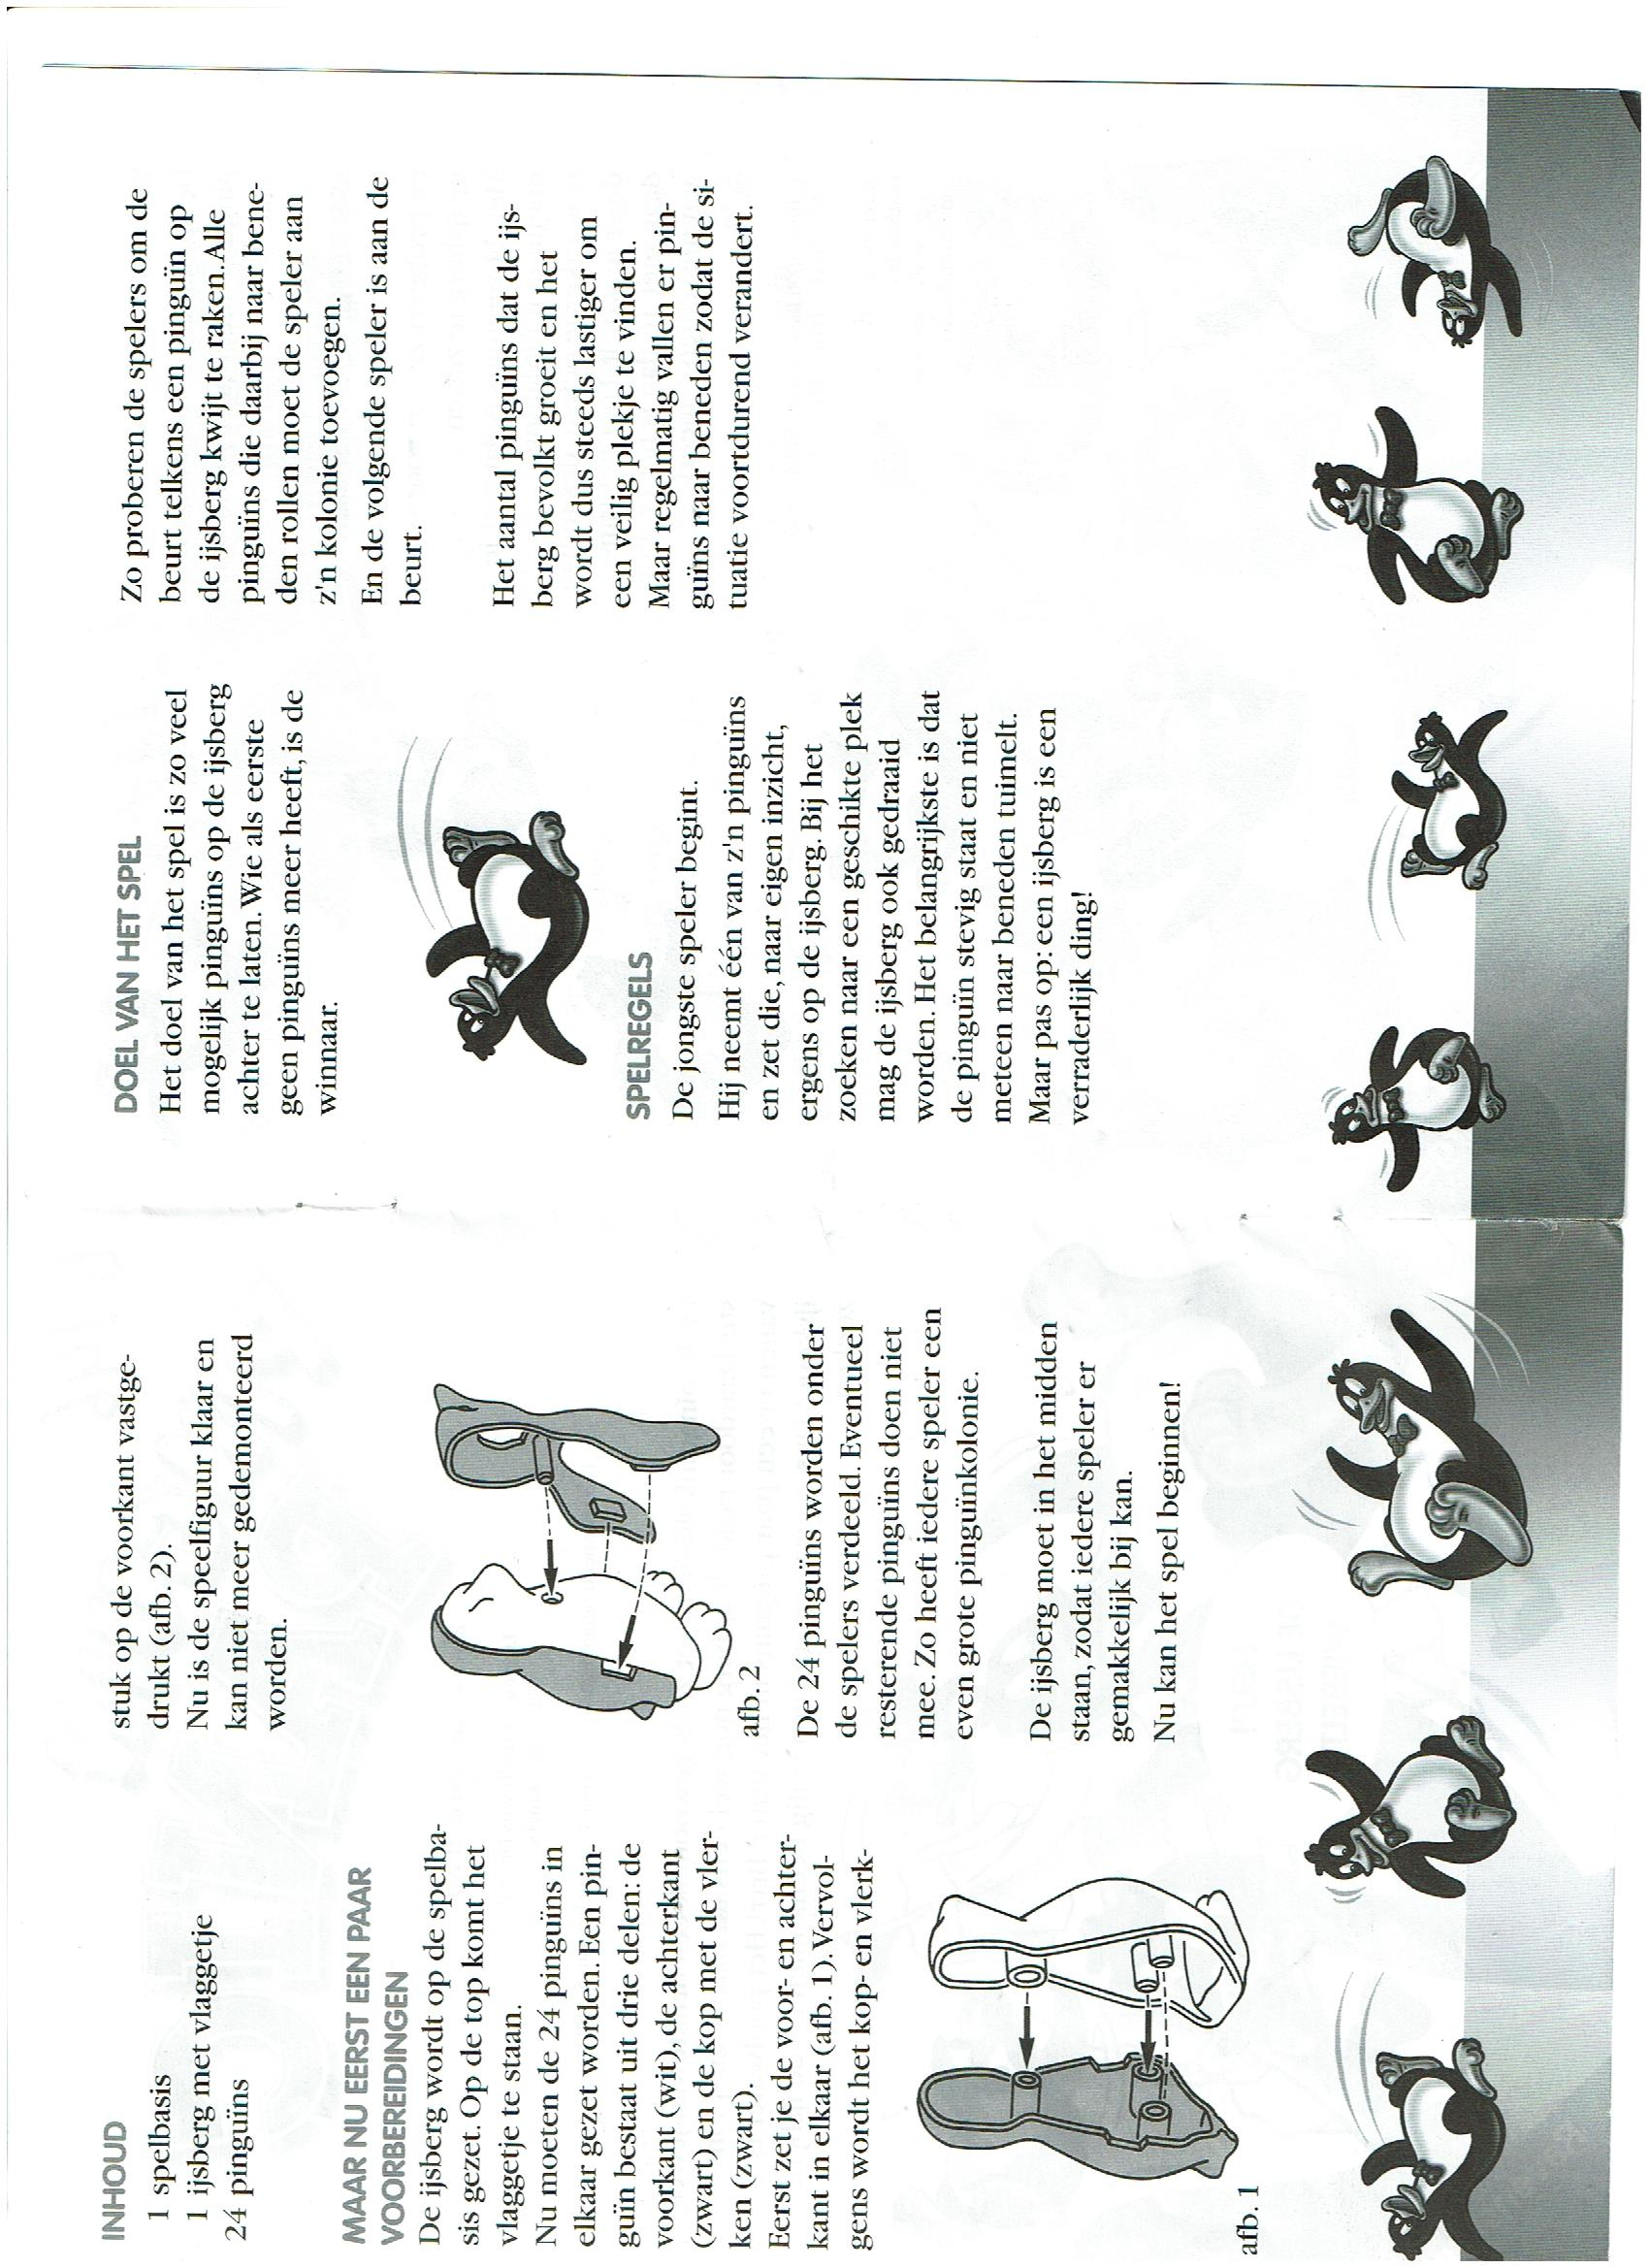 INHOUD
1 spelbasis
1 ijsberg met vlaggetje
24 pinguïns
MAAR NU EERST EEN PAAR
VOORBEREIDINGEN
De ijsberg wordt op de spelba-
sis gezet. Op de top komt het
vlaggetje te staan.
Nu moeten de 24 pinguïns in
elkaar gezet worden. Een pin-
guïn bestaat uit drie delen: de
voorkant (wit), de achterkant
(zwart) en de kop met de vler-
ken (zwart).
Eerst zet je de voor- en achter-
kant in elkaar (afb. 1). Vervol-
gens wordt het kop- en vlerk-
afb. 1
stuk op de voorkant vastge-
drukt (afb. 2).
Nu is de speelfiguur klaar en
kan niet meer gedemonteerd
worden.
afb. 2
De 24 pinguïns worden onder
de spelers verdeeld. Eventueel
resterende pinguïns doen niet
mee. Zo heeft iedere speler een
even grote pinguïnkolonie.
De ijsberg moet in het midden
staan, zodat iedere speler er
gemakkelijk bij kan.
Nu kan het spel beginnen!
DOEL VAN HET SPEL
Het doel van het spel is zo veel
mogelijk pinguïns op de ijsberg
achter te laten. Wie als eerste
geen pinguïns meer heeft, is de
winnaar.
SPELREGELS
De jongste speler begint.
Hij neemt één van z'n pinguïns
en zet die, naar eigen inzicht,
ergens op de ijsberg. Bij het
zoeken naar een geschikte plek
mag de ijsberg ook gedraaid
worden. Het belangrijkste is dat
de pinguïn stevig staat en niet
meteen naar beneden tuimelt.
Maar pas op: een ijsberg is een
verraderlijk ding!
Zo proberen de spelers om de
beurt telkens een pinguïn op
de ijsberg kwijt te raken. Alle
pinguïns die daarbij naar bene-
den rollen moet de speler aan
z'n kolonie toevoegen.
En de volgende speler is aan de
beurt.
Het aantal pinguïns dat de ijs-
berg bevolkt groeit en het
wordt dus steeds lastiger om
een veilig plekje te vinden.
Maar regelmatig vallen er pin-
guïns naar beneden zodat de si-
tuatie voortdurend verandert.